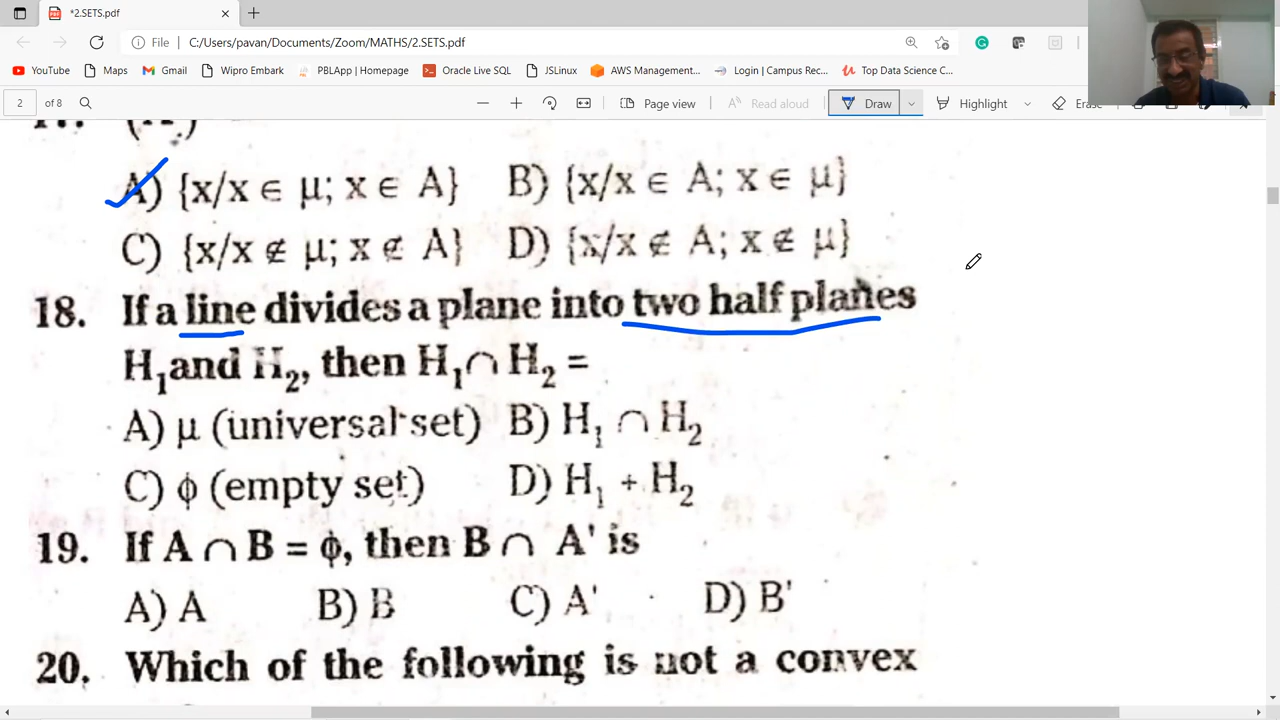 *2.SETS.pdf
File C:/Users/pavan/Documents/Zoom/MATHS/2.SETS.pdf
YouTube Maps Gmail Wipro Embark PBLApp | Homepage Oracle Live SQL JSLinux AWS Management... Login | Campus Rec... Top Data Science C...
2 of 8 Page view Read aloud Draw Highlight
A) {x/x ∈ μ; x ∈ A} B) {x/x ∈ A; x ∈ μ}
C) {x/x ∉ μ; x ∉ A} D) {x/x ∉ A; x ∉ μ}
18. If a line divides a plane into two half planes
H₁and H₂, then H₁∩ H₂ =
A) μ (universal set) B) H₁ ∩ H₂
C) ϕ (empty set) D) H₁ + H₂
19. If A ∩ B = ϕ, then B ∩ A' is
A) A B) B C) A' D) B'
20. Which of the following is not a convex